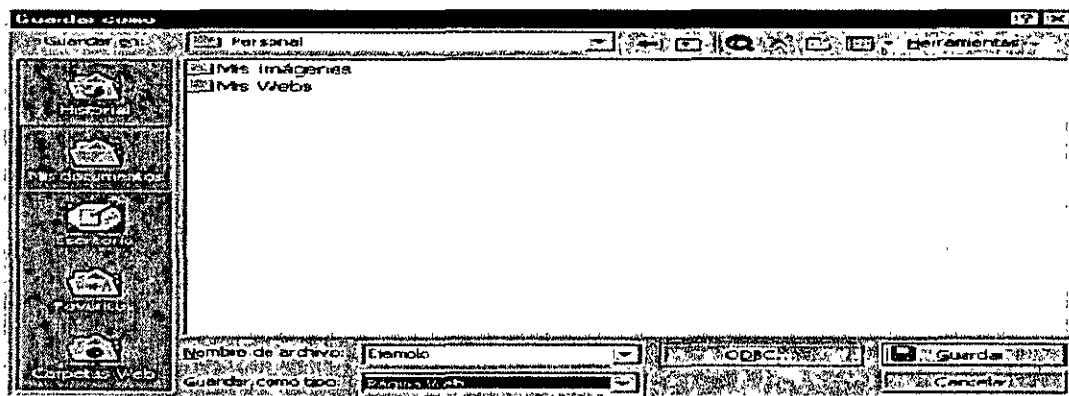 Guardar como
Guardar en:
Personal
Herramientas
Mis Imágenes
Mis Webs
Historial
Mis documentos
Escritorio
Favoritos
Carpetas Web
Nombre de archivo:
Ejemplo
ODBC...
Guardar
Guardar como tipo:
Página Web
Cancelar